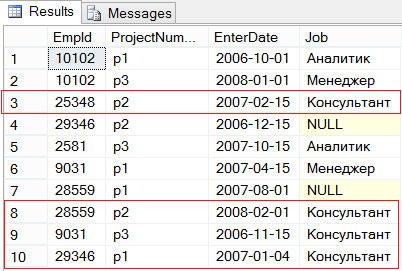 Results Messages
EmpId ProjectNum... EnterDate Job
1 10102 p1 2006-10-01 Аналитик
2 10102 p3 2008-01-01 Менеджер
3 25348 p2 2007-02-15 Консультант
4 29346 p2 2006-12-15 NULL
5 2581 p3 2007-10-15 Аналитик
6 9031 p1 2007-04-15 Менеджер
7 28559 p1 2007-08-01 NULL
8 28559 p2 2008-02-01 Консультант
9 9031 p3 2006-11-15 Консультант
10 29346 p1 2007-01-04 Консультант